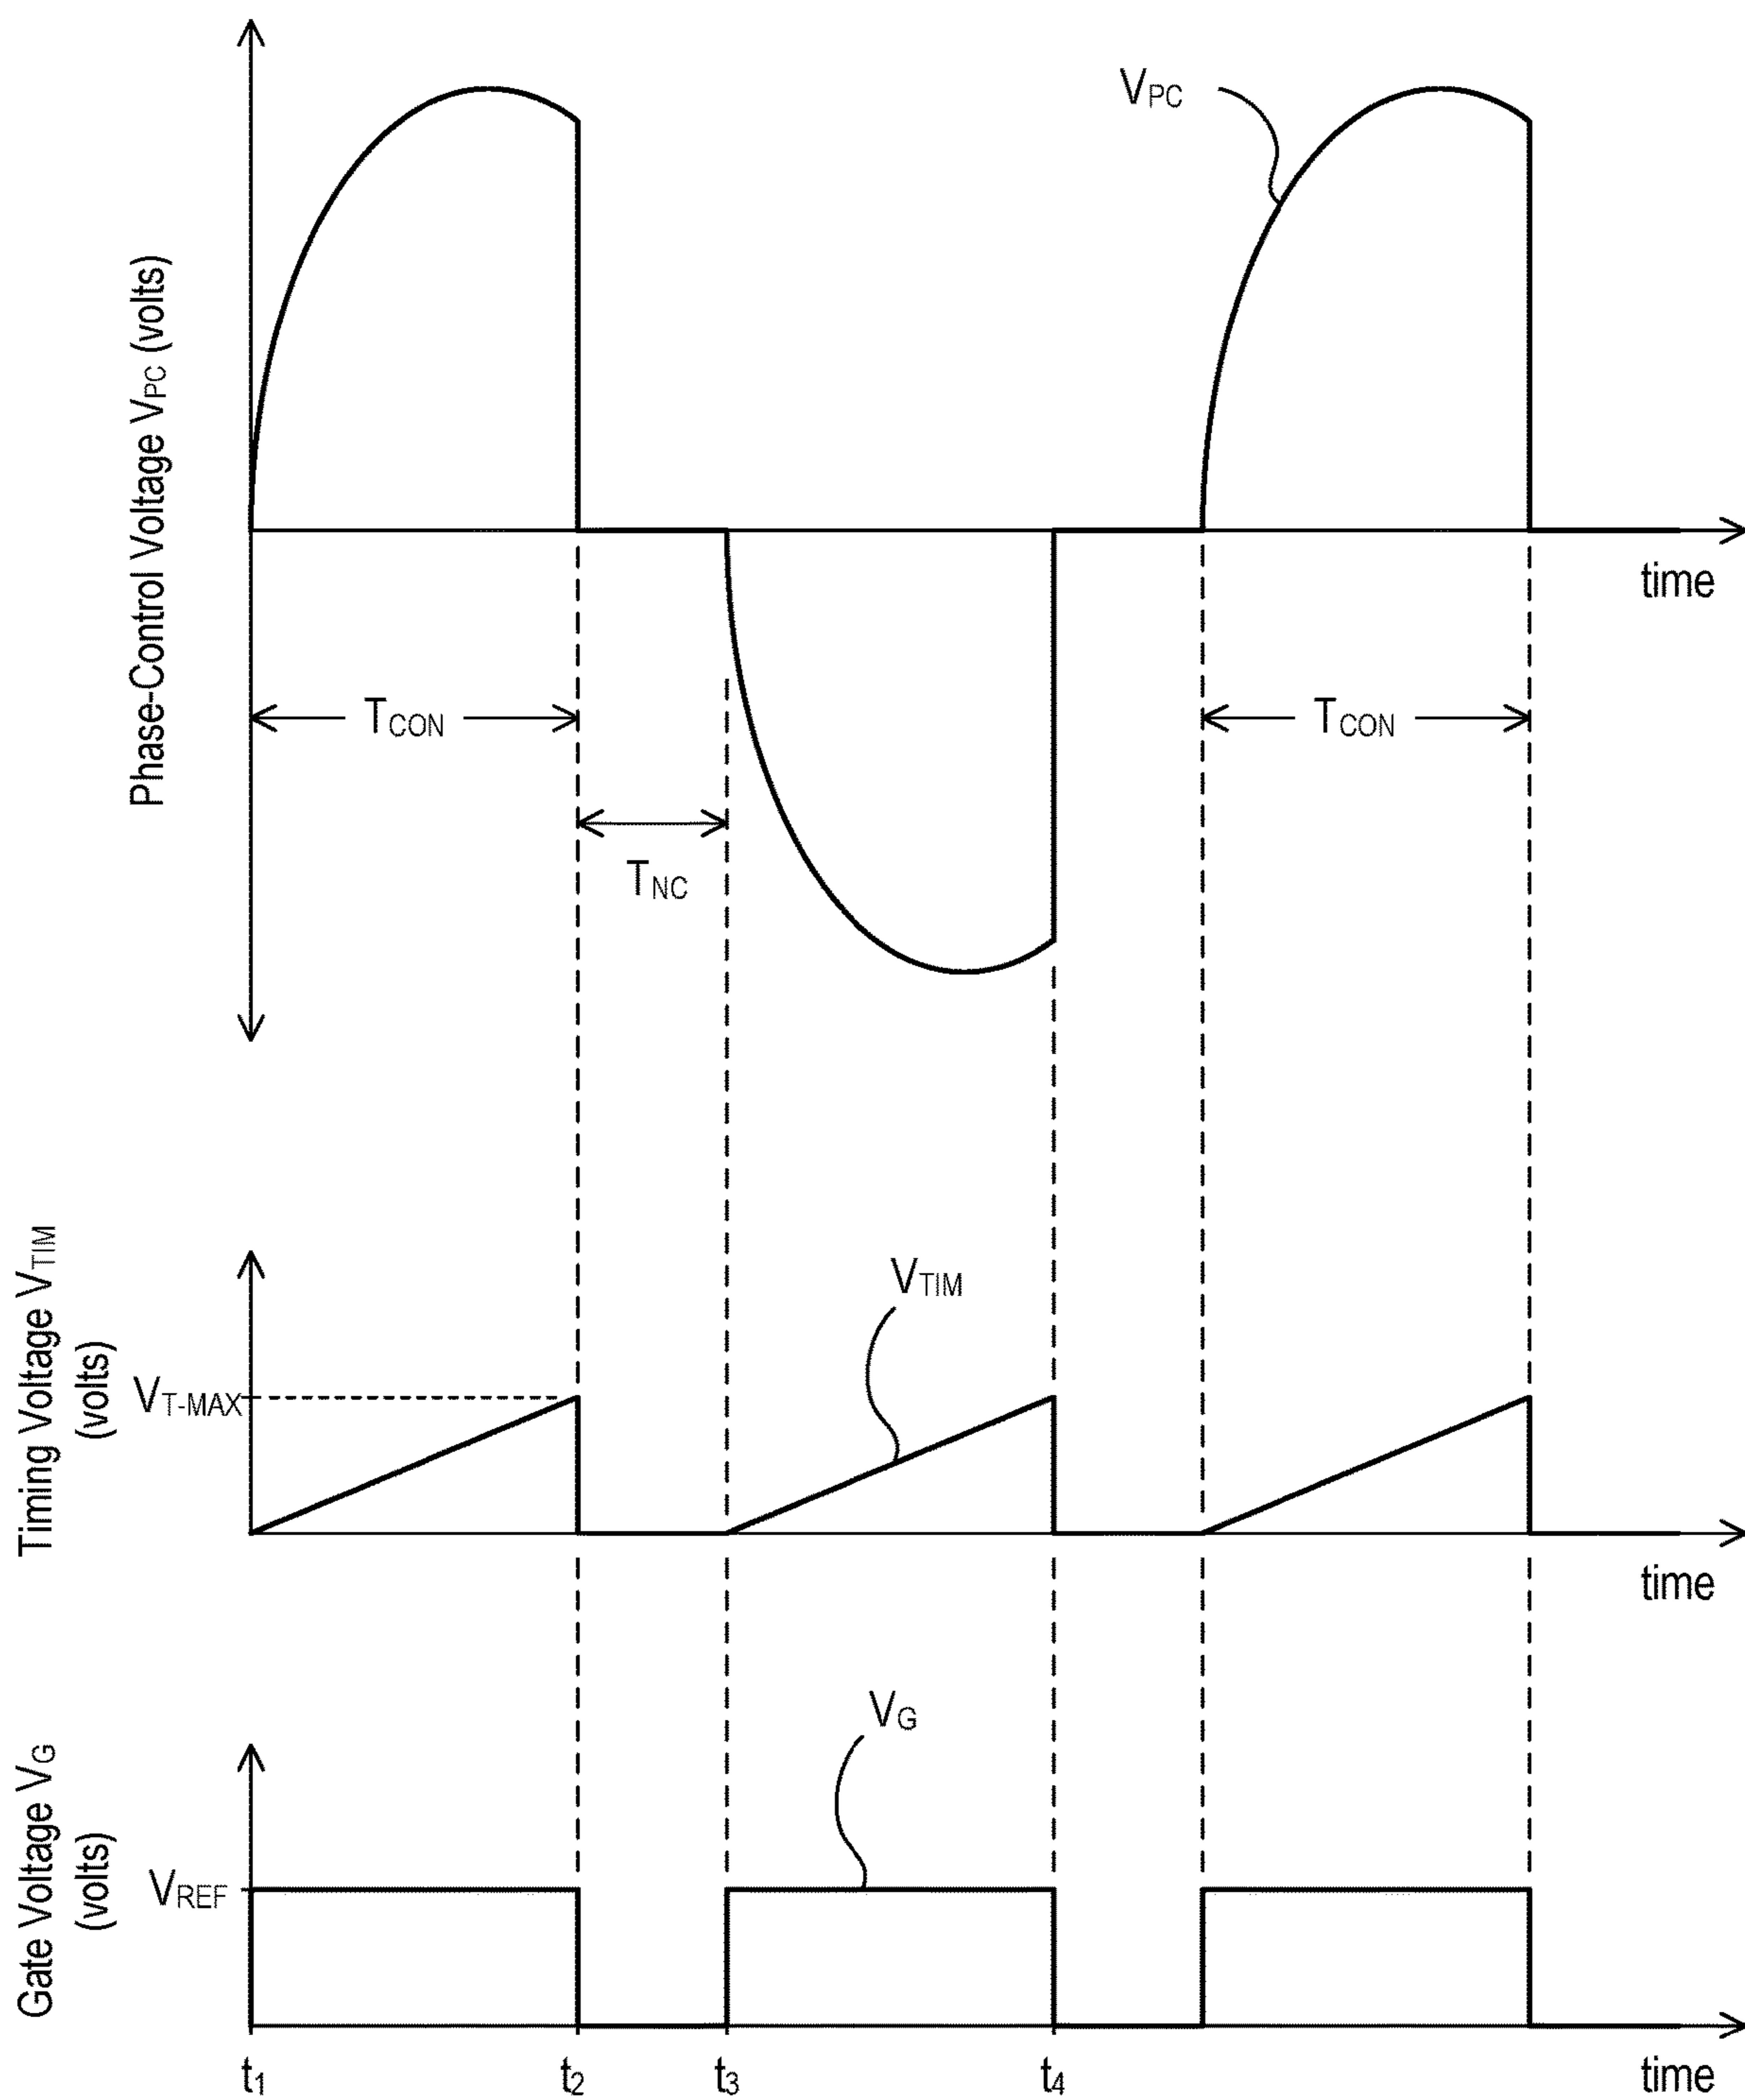 Phase-Control Voltage VPC (volts)
VPC
time
TCON
TCON
TNC
Timing Voltage VTIM
(volts)
VTIM
VT-MAX
time
Gate Voltage VG
(volts)
VG
VREF
t1
t2
t3
t4
time